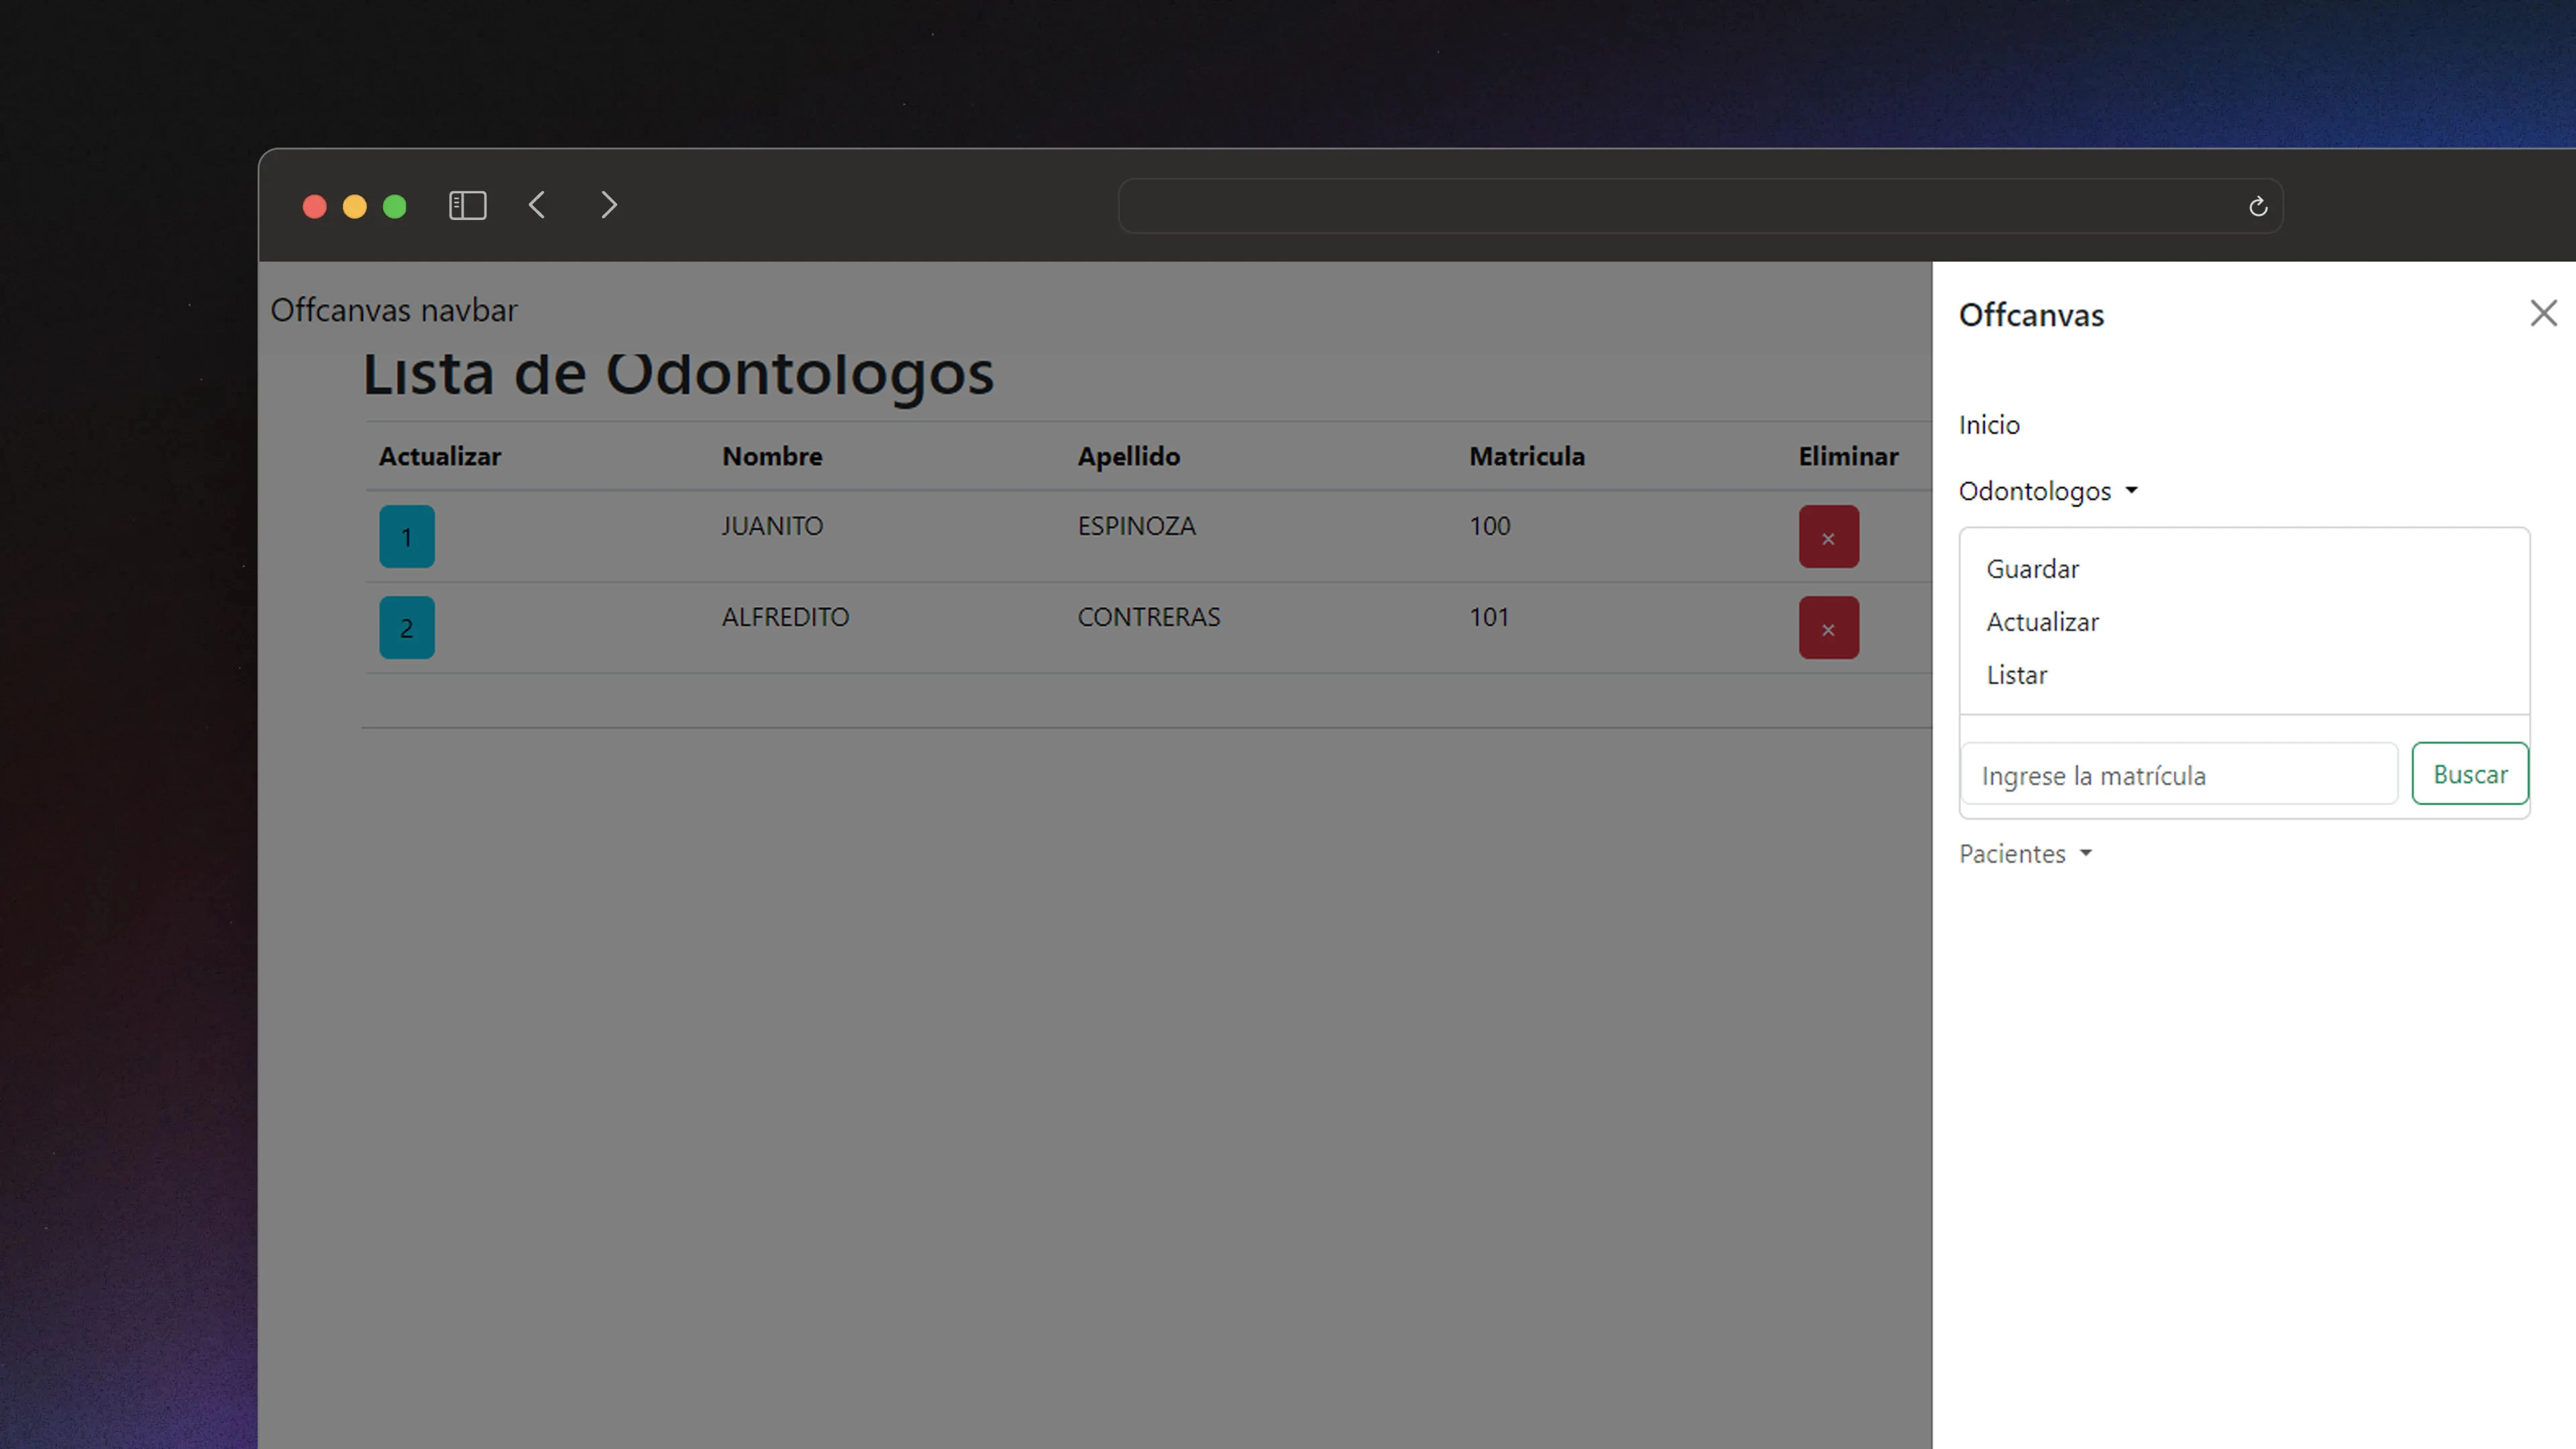 Offcanvas navbar
Lista de Odontologos
Actualizar Nombre Apellido Matricula Eliminar
1 JUANITO ESPINOZA 100 ×
2 ALFREDITO CONTRERAS 101 ×
Offcanvas
Inicio
Odontologos
Guardar
Actualizar
Listar
Ingrese la matrícula Buscar
Pacientes